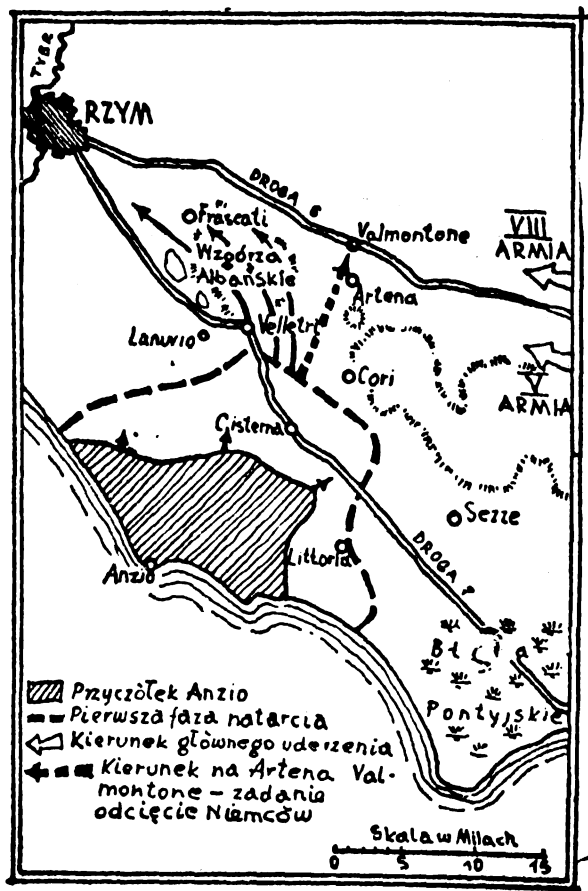 TYBR
RZYM
DROGA 6
Frascati
Valmontone
VIII
ARMIA
Wzgórza
Albańskie
Artena
Velletri
Lanuvio
V
ARMIA
Cori
Cisterna
Sezze
Littoria
DROGA 7
Anzio
Pontyjskie
Przyczółek Anzio
Pierwsza faza natarcia
Kierunek głównego uderzenia
Kierunek na Artena Val-
montone – zadanie
odcięcie Niemców
Skala w Milach
0 5 10 15